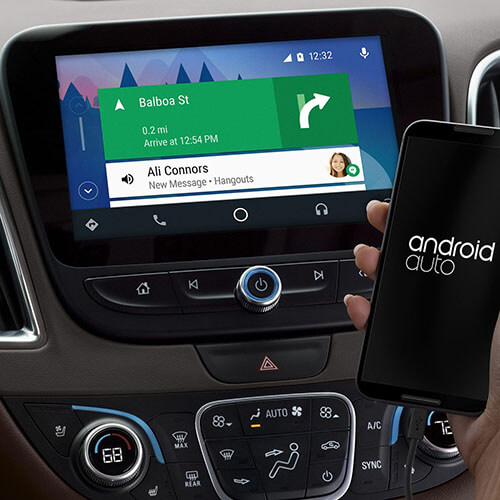 12:32
Balboa St
0.2 mi
Arrive at 12:54 PM
Ali Connors
New Message • Hangouts
android
auto
68
MAX
REAR
AUTO
A/C
SYNC
72